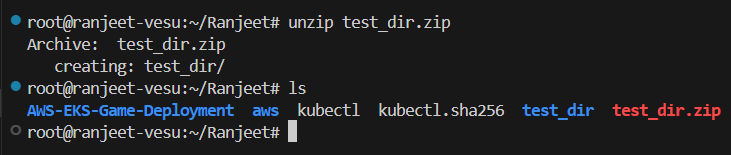 root@ranjeet-vesu:~/Ranjeet# unzip test_dir.zip
Archive:  test_dir.zip
   creating: test_dir/
root@ranjeet-vesu:~/Ranjeet# ls
AWS-EKS-Game-Deployment  aws  kubectl  kubectl.sha256  test_dir  test_dir.zip
root@ranjeet-vesu:~/Ranjeet#